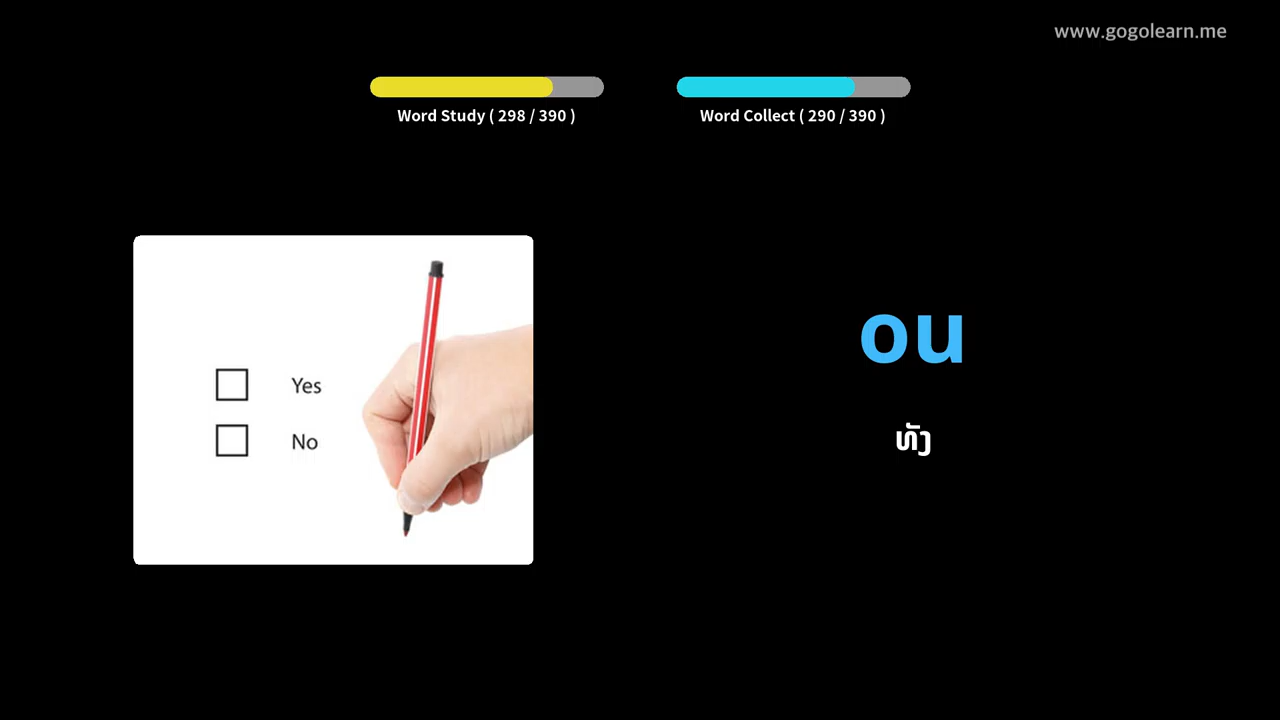 www.gogolearn.me
Word Study ( 298 / 390 )
Word Collect ( 290 / 390 )
Yes
No
ou
ທັງ